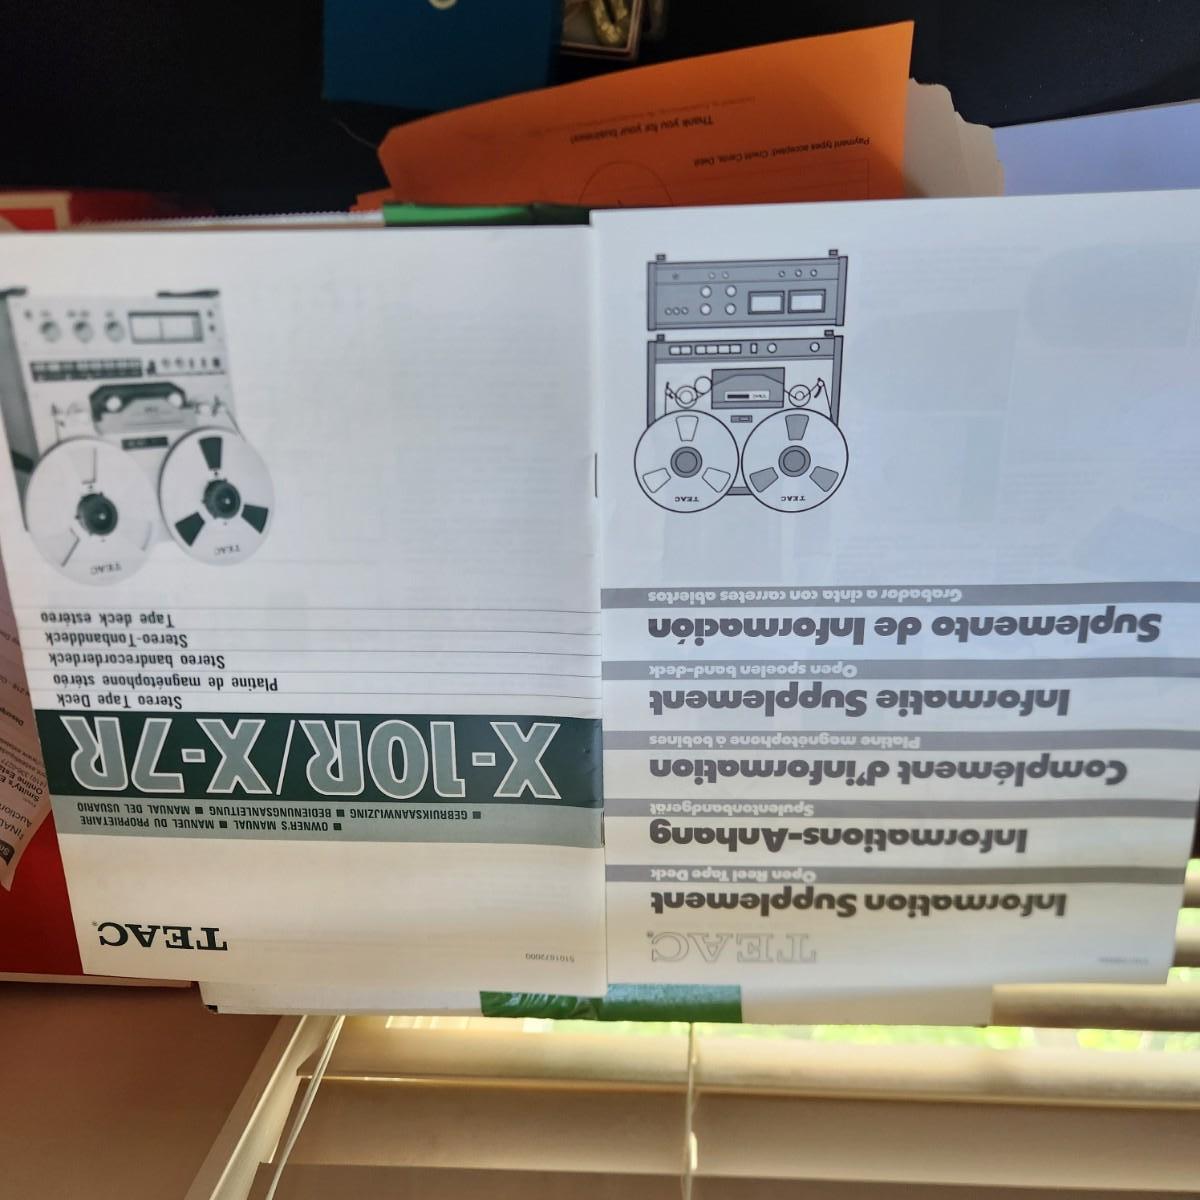 TEAC®
5101672000
■ OWNER'S MANUAL ■ MANUEL DU PROPRIÉTAIRE
■ GEBRUIKSAANWIJZING ■ BEDIENUNGSANLEITUNG ■ MANUAL DEL USUARIO
X-10R/X-7R
Stereo Tape Deck
Platine de magnétophone stéréo
Stereo bandrecorderdeck
Stereo-Tonbanddeck
Tape deck estéreo
TEAC
TEAC
TEAC®
Information Supplement
Open Reel Tape Deck
Informations-Anhang
Spulentonbandgerät
Complément d'information
Platine magnétophone à bobines
Informatie Supplement
Open spoelen band-deck
Suplemento de Información
Grabador a cinta con carretes abiertos
TEAC
TEAC
Payment types accepted: Credit Cards, Debit
Thank you for your business!